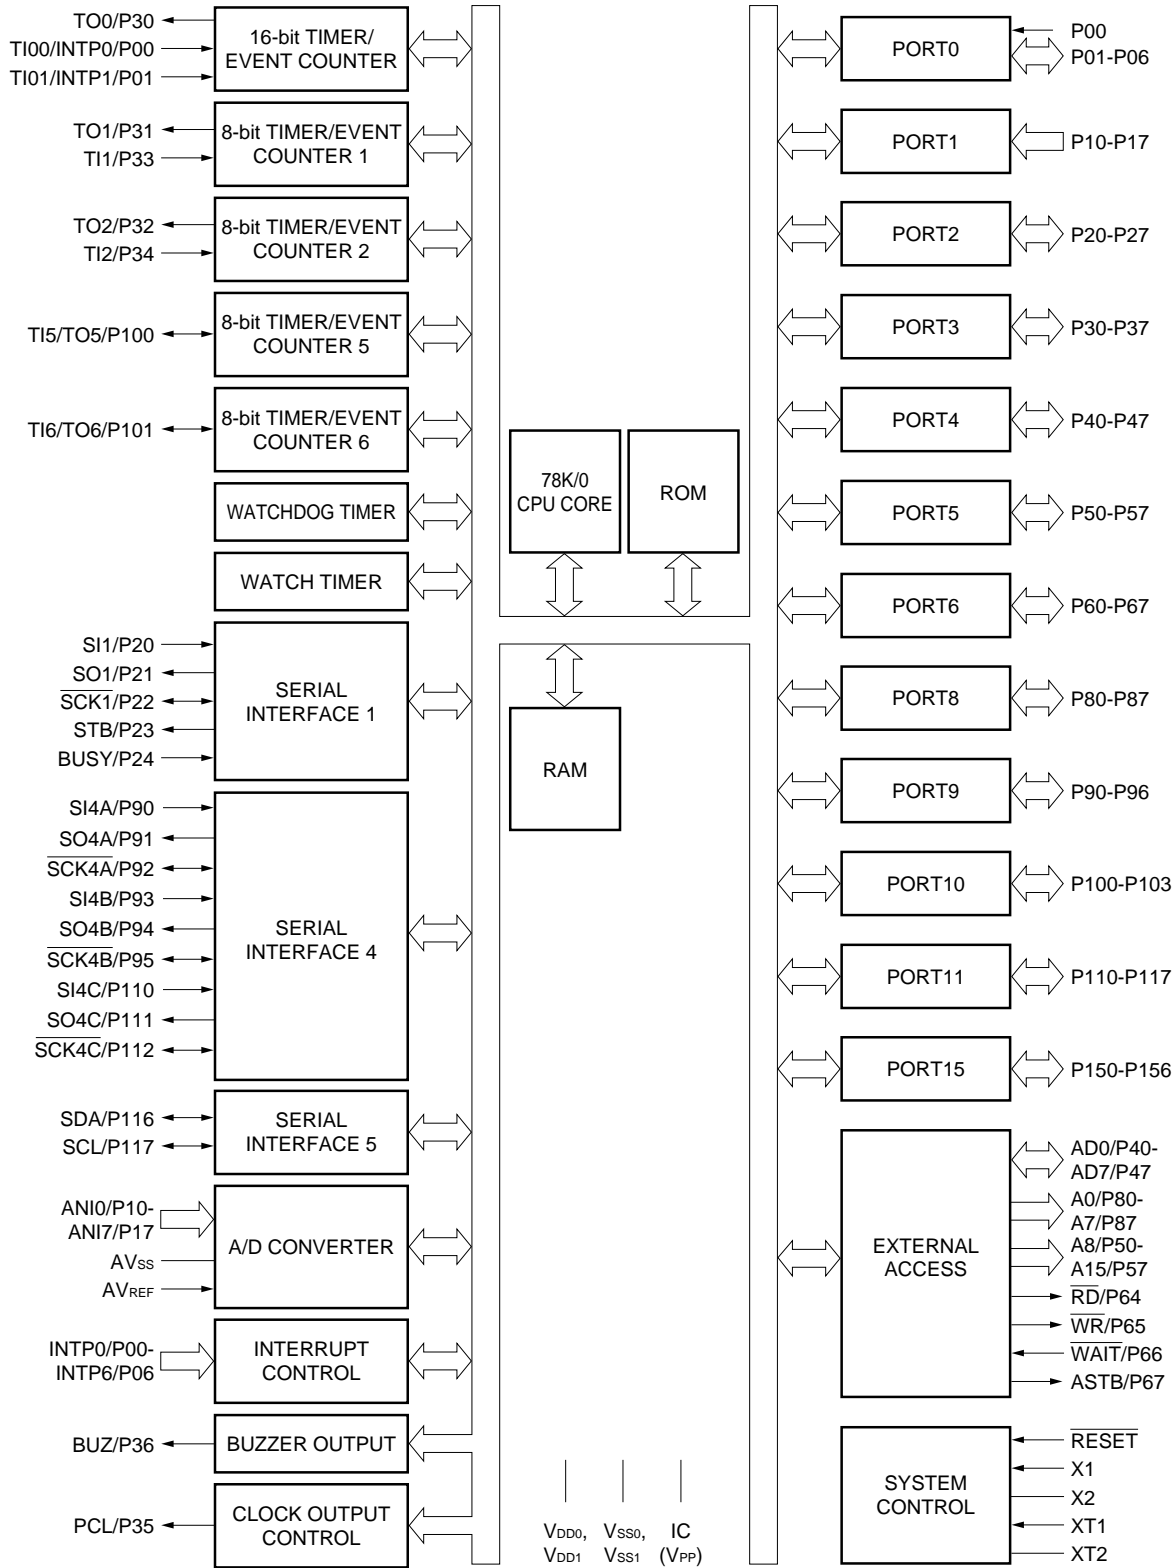 TO0/P30
TI00/INTP0/P00
TI01/INTP1/P01
16-bit TIMER/
EVENT COUNTER
TO1/P31
TI1/P33
8-bit TIMER/EVENT
COUNTER 1
TO2/P32
TI2/P34
8-bit TIMER/EVENT
COUNTER 2
TI5/TO5/P100
8-bit TIMER/EVENT
COUNTER 5
TI6/TO6/P101
8-bit TIMER/EVENT
COUNTER 6
WATCHDOG TIMER
WATCH TIMER
SI1/P20
SO1/P21
SCK1/P22
STB/P23
BUSY/P24
SERIAL
INTERFACE 1
SI4A/P90
SO4A/P91
SCK4A/P92
SI4B/P93
SO4B/P94
SCK4B/P95
SI4C/P110
SO4C/P111
SCK4C/P112
SERIAL
INTERFACE 4
SDA/P116
SCL/P117
SERIAL
INTERFACE 5
ANI0/P10-
ANI7/P17
AVSS
AVREF
A/D CONVERTER
INTP0/P00-
INTP6/P06
INTERRUPT
CONTROL
BUZ/P36
BUZZER OUTPUT
PCL/P35
CLOCK OUTPUT
CONTROL
78K/0
CPU CORE
ROM
RAM
VDD0,
VDD1
VSS0,
VSS1
IC
(VPP)
PORT0
P00
P01-P06
PORT1
P10-P17
PORT2
P20-P27
PORT3
P30-P37
PORT4
P40-P47
PORT5
P50-P57
PORT6
P60-P67
PORT8
P80-P87
PORT9
P90-P96
PORT10
P100-P103
PORT11
P110-P117
PORT15
P150-P156
EXTERNAL
ACCESS
AD0/P40-
AD7/P47
A0/P80-
A7/P87
A8/P50-
A15/P57
RD/P64
WR/P65
WAIT/P66
ASTB/P67
SYSTEM
CONTROL
RESET
X1
X2
XT1
XT2